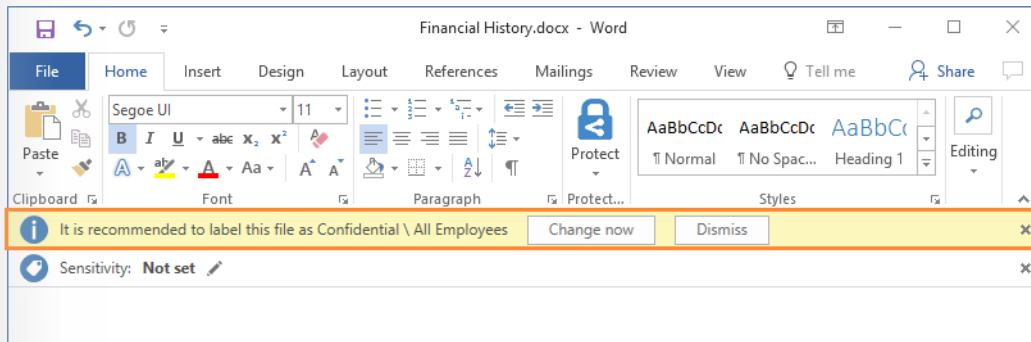 Financial History.docx - Word
File Home Insert Design Layout References Mailings Review View Tell me Share
Segoe UI 11
B I U abc x₂ x²
A aby A Aa A A
A Z
Paste
Protect
AaBbCcDc AaBbCcDc AaBbCc
¶ Normal ¶ No Spac... Heading 1
Editing
Clipboard Font Paragraph Protect... Styles
It is recommended to label this file as Confidential \ All Employees Change now Dismiss
Sensitivity: Not set